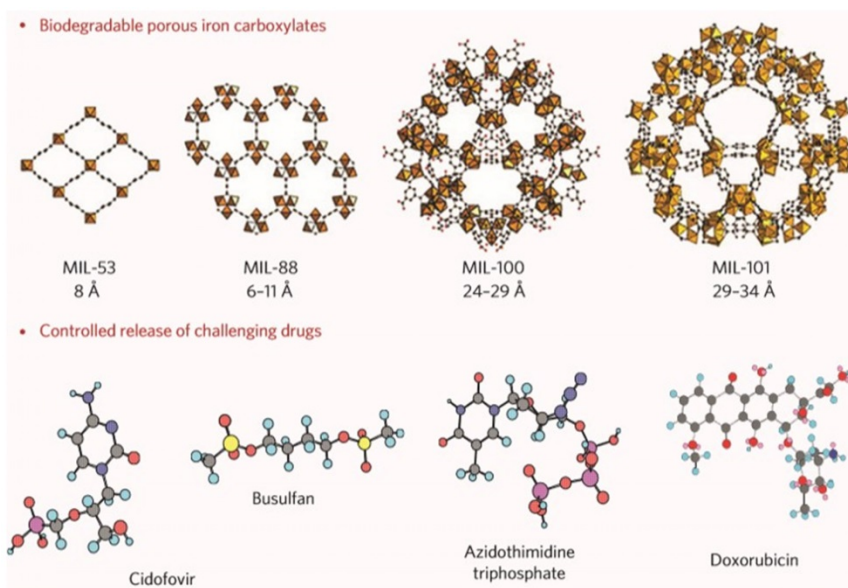 • Biodegradable porous iron carboxylates
MIL-53
8 Å
MIL-88
6–11 Å
MIL-100
24–29 Å
MIL-101
29–34 Å
• Controlled release of challenging drugs
Cidofovir
Busulfan
Azidothimidine
triphosphate
Doxorubicin